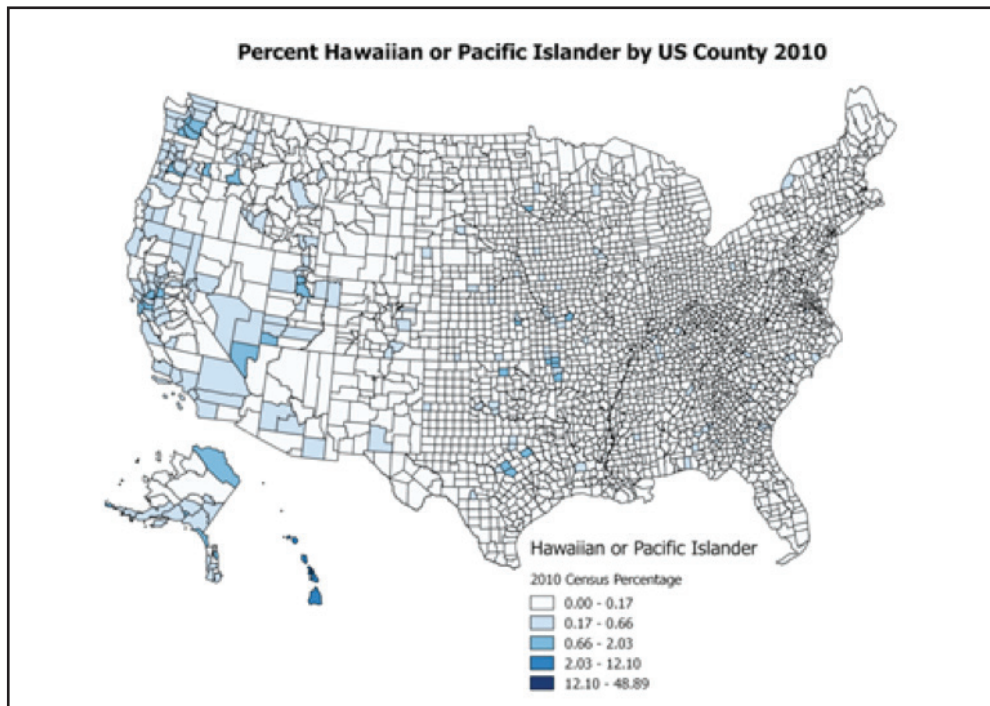 Percent Hawaiian or Pacific Islander by US County 2010
Hawaiian or Pacific Islander
2010 Census Percentage
0.00 - 0.17
0.17 - 0.66
0.66 - 2.03
2.03 - 12.10
12.10 - 48.89